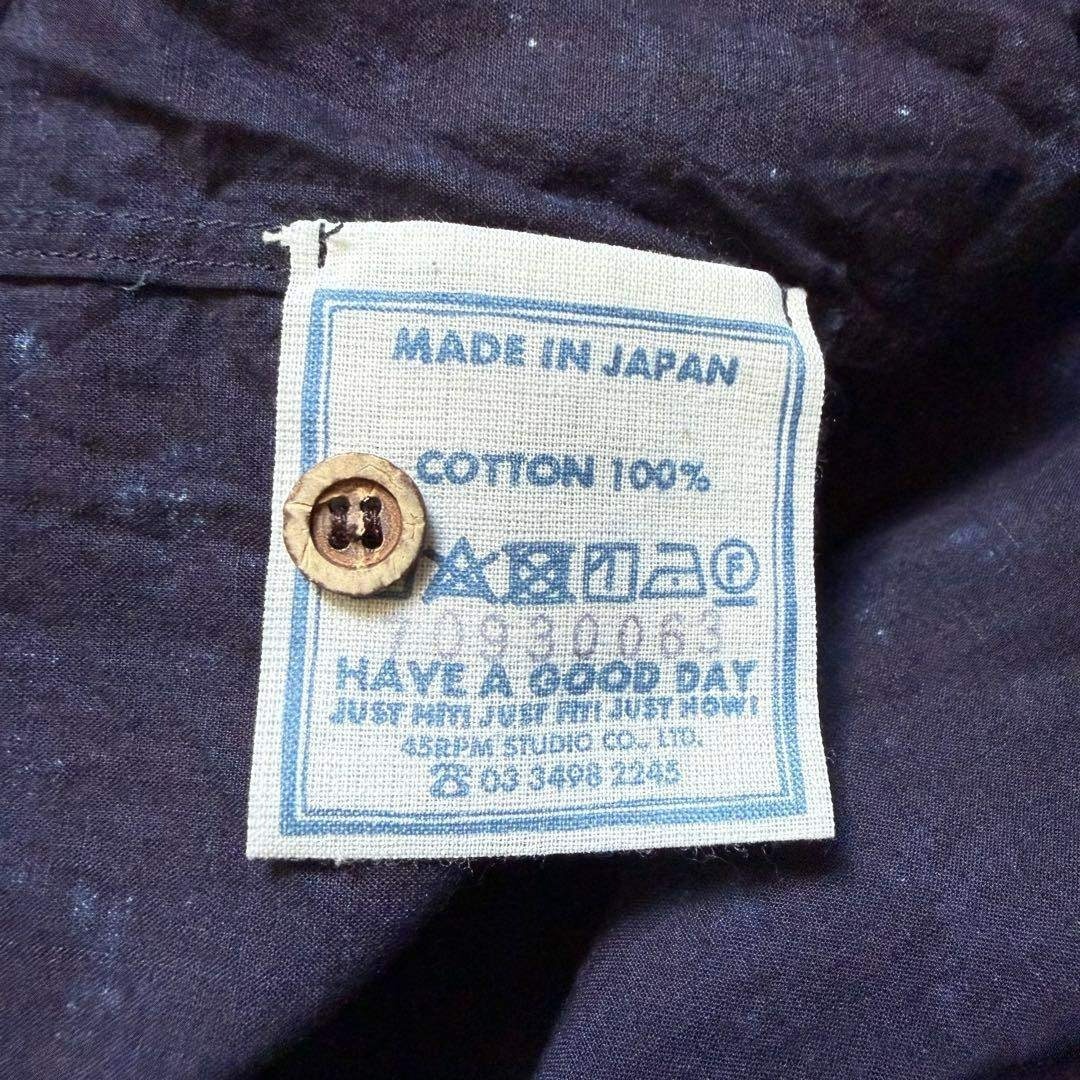 MADE IN JAPAN
COTTON 100%
F
70930063
HAVE A GOOD DAY
JUST HIT! JUST FIT! JUST NOW!
45RPM STUDIO CO., LTD.
☎ 03 3498 2245